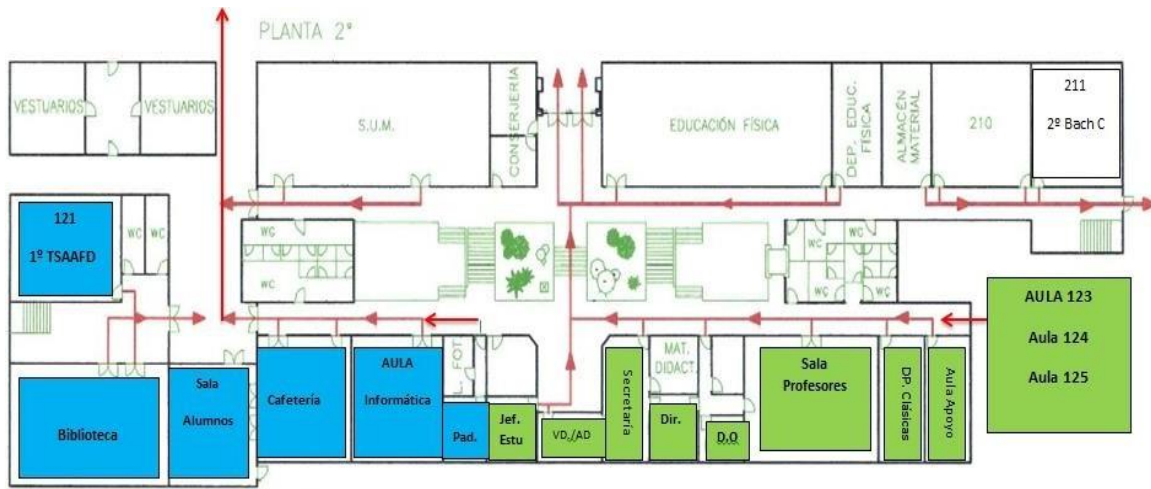 PLANTA 2ª
VESTUARIOS
VESTUARIOS
S.U.M.
CONSERJERÍA
EDUCACIÓN FÍSICA
DEP. EDUC.
FÍSICA
ALMACÉN
MATERIAL
210
211
2º Bach C
121
1º TSAAFD
WC
WC
WC
WC
WC
WC
WC
WC
AULA 123
Aula 124
Aula 125
Biblioteca
Sala
Alumnos
Cafetería
AULA
Informática
L. FOT.
Pad.
Jef.
Estu
VD./AD
Secretaría
MAT.
DIDACT.
Dir.
D.O
Sala
Profesores
DP. Clásicas
Aula Apoyo